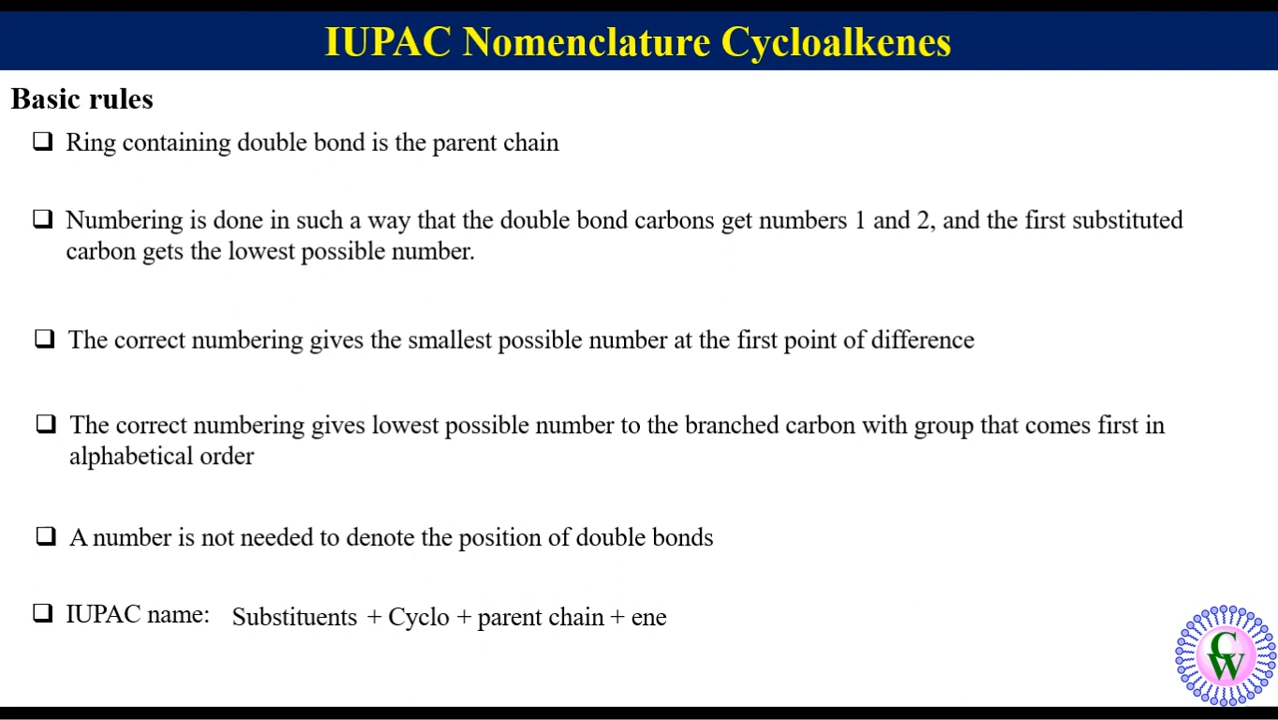 IUPAC Nomenclature Cycloalkenes
Basic rules
Ring containing double bond is the parent chain
Numbering is done in such a way that the double bond carbons get numbers 1 and 2, and the first substituted
carbon gets the lowest possible number.
The correct numbering gives the smallest possible number at the first point of difference
The correct numbering gives lowest possible number to the branched carbon with group that comes first in
alphabetical order
A number is not needed to denote the position of double bonds
IUPAC name: Substituents + Cyclo + parent chain + ene
CW